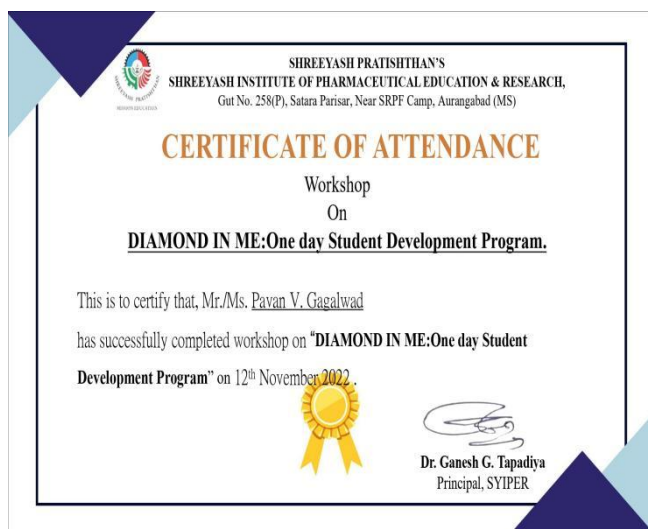 SHREEYASH PRATISHTHAN'S
SHREEYASH INSTITUTE OF PHARMACEUTICAL EDUCATION & RESEARCH,
Gut No. 258(P), Satara Parisar, Near SRPF Camp, Aurangabad (MS)
CERTIFICATE OF ATTENDANCE
Workshop
On
DIAMOND IN ME:One day Student Development Program.
This is to certify that, Mr./Ms. Pavan V. Gagalwad
has successfully completed workshop on "DIAMOND IN ME:One day Student
Development Program" on 12th November 2022 .
Dr. Ganesh G. Tapadiya
Principal, SYIPER